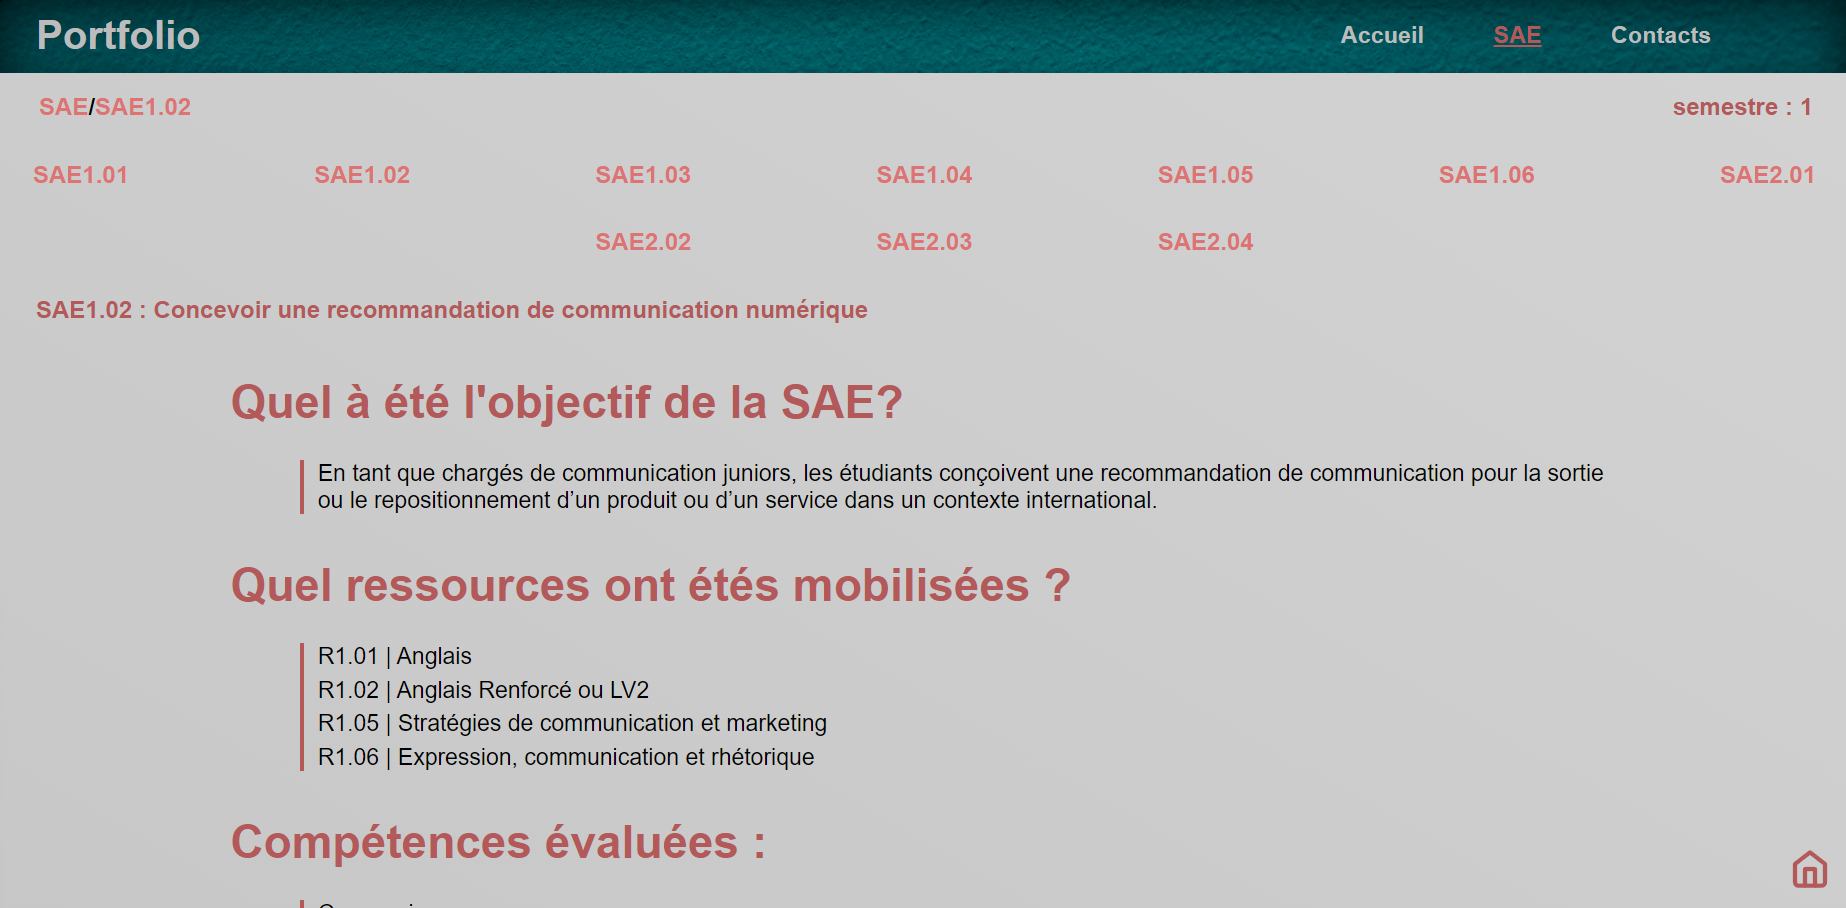 Portfolio
Accueil
SAE
Contacts
SAE/SAE1.02
semestre : 1
SAE1.01
SAE1.02
SAE1.03
SAE1.04
SAE1.05
SAE1.06
SAE2.01
SAE2.02
SAE2.03
SAE2.04
SAE1.02 : Concevoir une recommandation de communication numérique
Quel à été l'objectif de la SAE?
En tant que chargés de communication juniors, les étudiants conçoivent une recommandation de communication pour la sortie
ou le repositionnement d’un produit ou d’un service dans un contexte international.
Quel ressources ont étés mobilisées ?
R1.01 | Anglais
R1.02 | Anglais Renforcé ou LV2
R1.05 | Stratégies de communication et marketing
R1.06 | Expression, communication et rhétorique
Compétences évaluées :